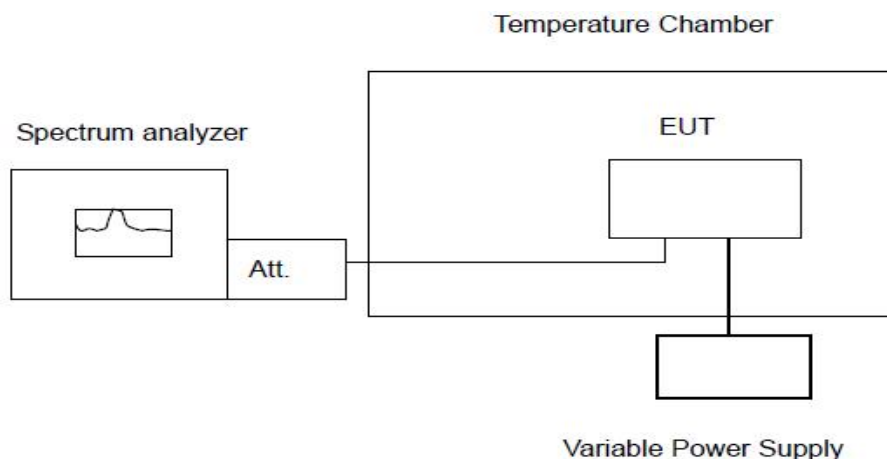 Temperature Chamber
Spectrum analyzer
EUT
Att.
Variable Power Supply